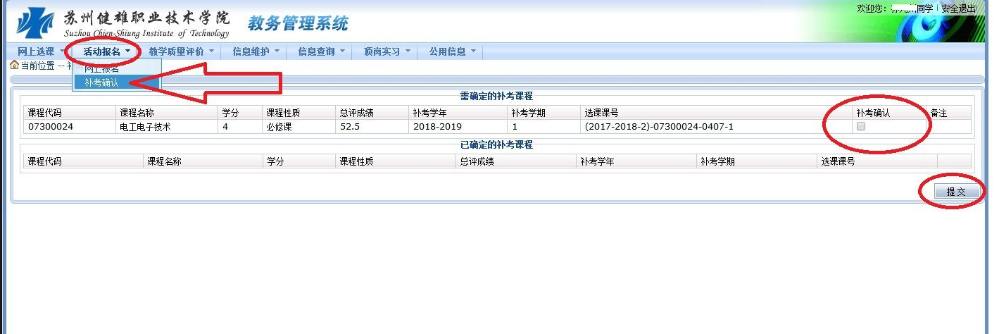 苏州健雄职业技术学院 教务管理系统 欢迎您: 同学 安全退出
Suzhou Chien-Shiung Institute of Technology
网上选课 活动报名 教学质量评价 信息维护 信息查询 顶岗实习 公用信息
当前位置 --
网上报名
补考确认
需确定的补考课程
课程代码 课程名称 学分 课程性质 总评成绩 补考学年 补考学期 选课课号 补考确认 备注
07300024 电工电子技术 4 必修课 52.5 2018-2019 1 (2017-2018-2)-07300024-0407-1
已确定的补考课程
课程代码 课程名称 学分 课程性质 总评成绩 补考学年 补考学期 选课课号
提交